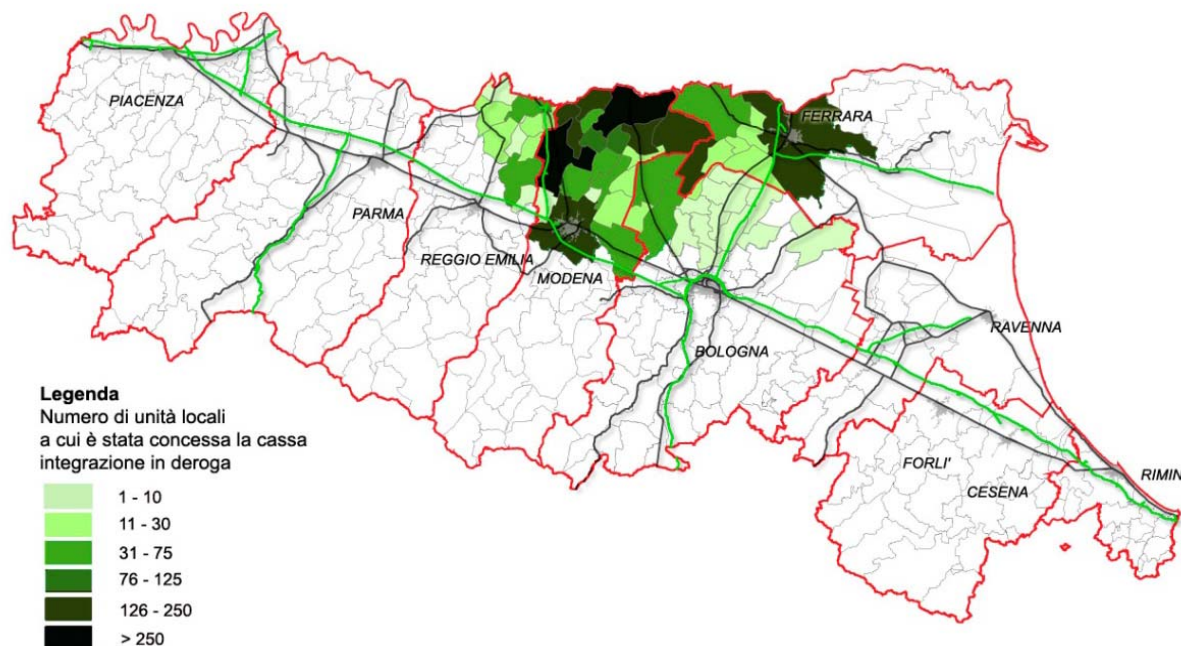 PIACENZA
FERRARA
PARMA
REGGIO EMILIA
MODENA
RAVENNA
BOLOGNA
FORLI'
CESENA
RIMIN
Legenda
Numero di unità locali
a cui è stata concessa la cassa
integrazione in deroga
1 - 10
11 - 30
31 - 75
76 - 125
126 - 250
> 250